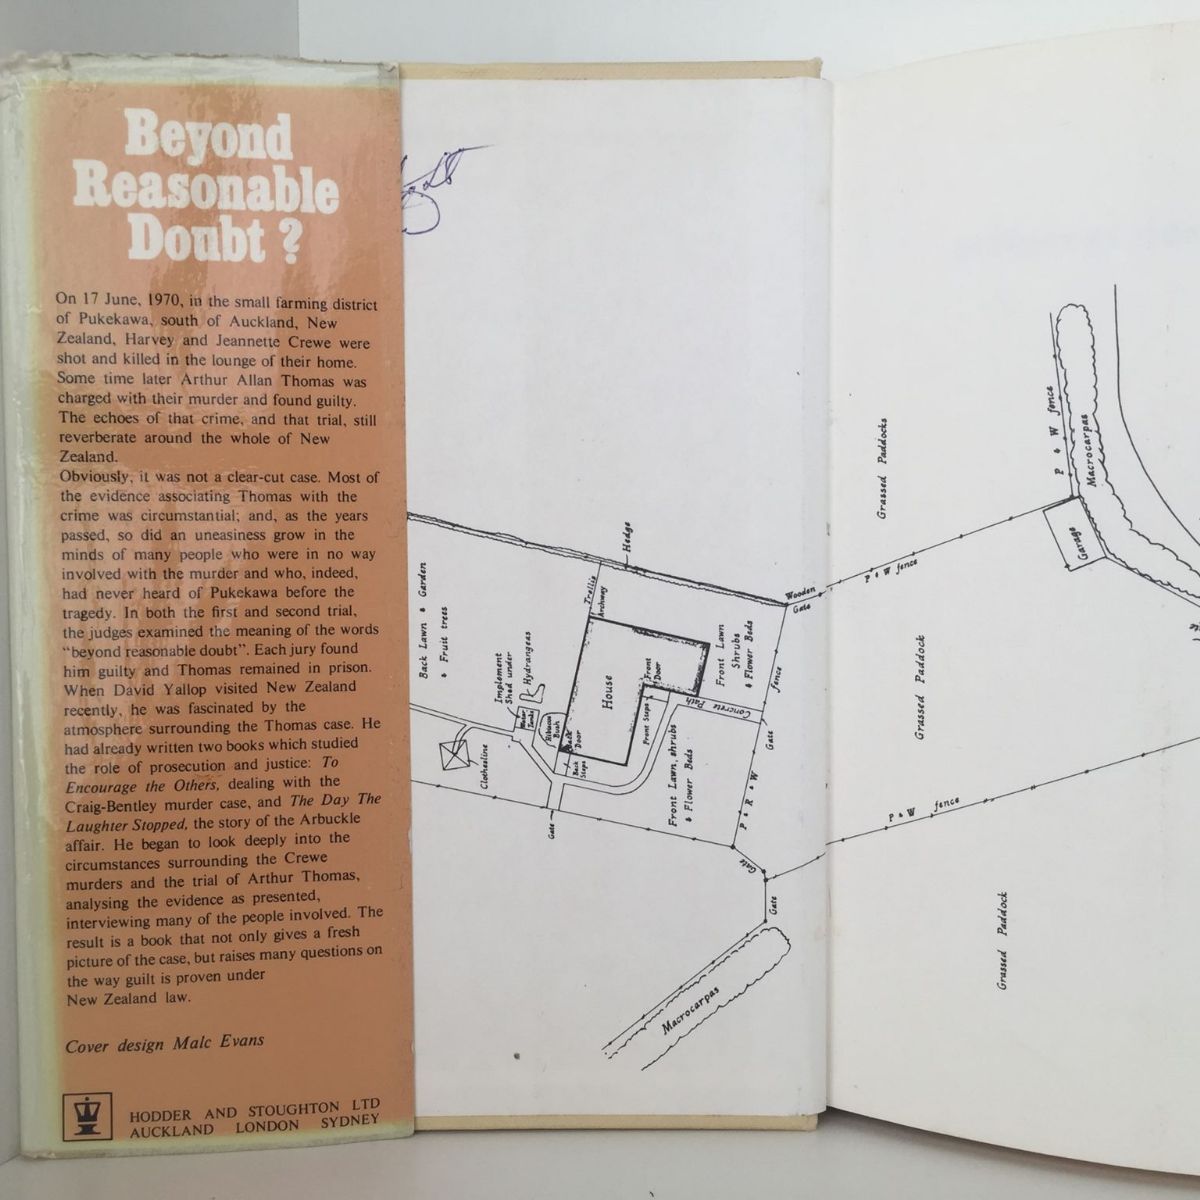 Beyond
Reasonable
Doubt ?
On 17 June, 1970, in the small farming district
of Pukekawa, south of Auckland, New
Zealand, Harvey and Jeannette Crewe were
shot and killed in the lounge of their home.
Some time later Arthur Allan Thomas was
charged with their murder and found guilty.
The echoes of that crime, and that trial, still
reverberate around the whole of New
Zealand.
Obviously, it was not a clear-cut case. Most of
the evidence associating Thomas with the
crime was circumstantial; and, as the years
passed, so did an uneasiness grow in the
minds of many people who were in no way
involved with the murder and who, indeed,
had never heard of Pukekawa before the
tragedy. In both the first and second trial,
the judges examined the meaning of the words
"beyond reasonable doubt". Each jury found
him guilty and Thomas remained in prison.
When David Yallop visited New Zealand
recently, he was fascinated by the
atmosphere surrounding the Thomas case. He
had already written two books which studied
the role of prosecution and justice: To
Encourage the Others, dealing with the
Craig-Bentley murder case, and The Day The
Laughter Stopped, the story of the Arbuckle
affair. He began to look deeply into the
circumstances surrounding the Crewe
murders and the trial of Arthur Thomas,
analysing the evidence as presented,
interviewing many of the people involved. The
result is a book that not only gives a fresh
picture of the case, but raises many questions on
the way guilt is proven under
New Zealand law.
Cover design Malc Evans
HODDER AND STOUGHTON LTD
AUCKLAND LONDON SYDNEY
Back Lawn & Garden
& Fruit trees
Clothesline
Implement
Shed under
Hydrangeas
Water
Tanks
Hibiscus
Bush
Back
Door
Back
Steps
Gate
Trellis
Archway
Hedge
House
Front
Door
Front Steps
Front Lawn
Shrubs
& Flower Beds
Concrete Path
Front Lawn, shrubs
& Flower Beds
Wooden
Gate
fence
Gate
P & R W
Gate
Gate
Macrocarpas
Grassed Paddocks
P & W fence
Grassed Paddock
P & W fence
Grassed Paddock
P & W fence
Macrocarpas
Garage